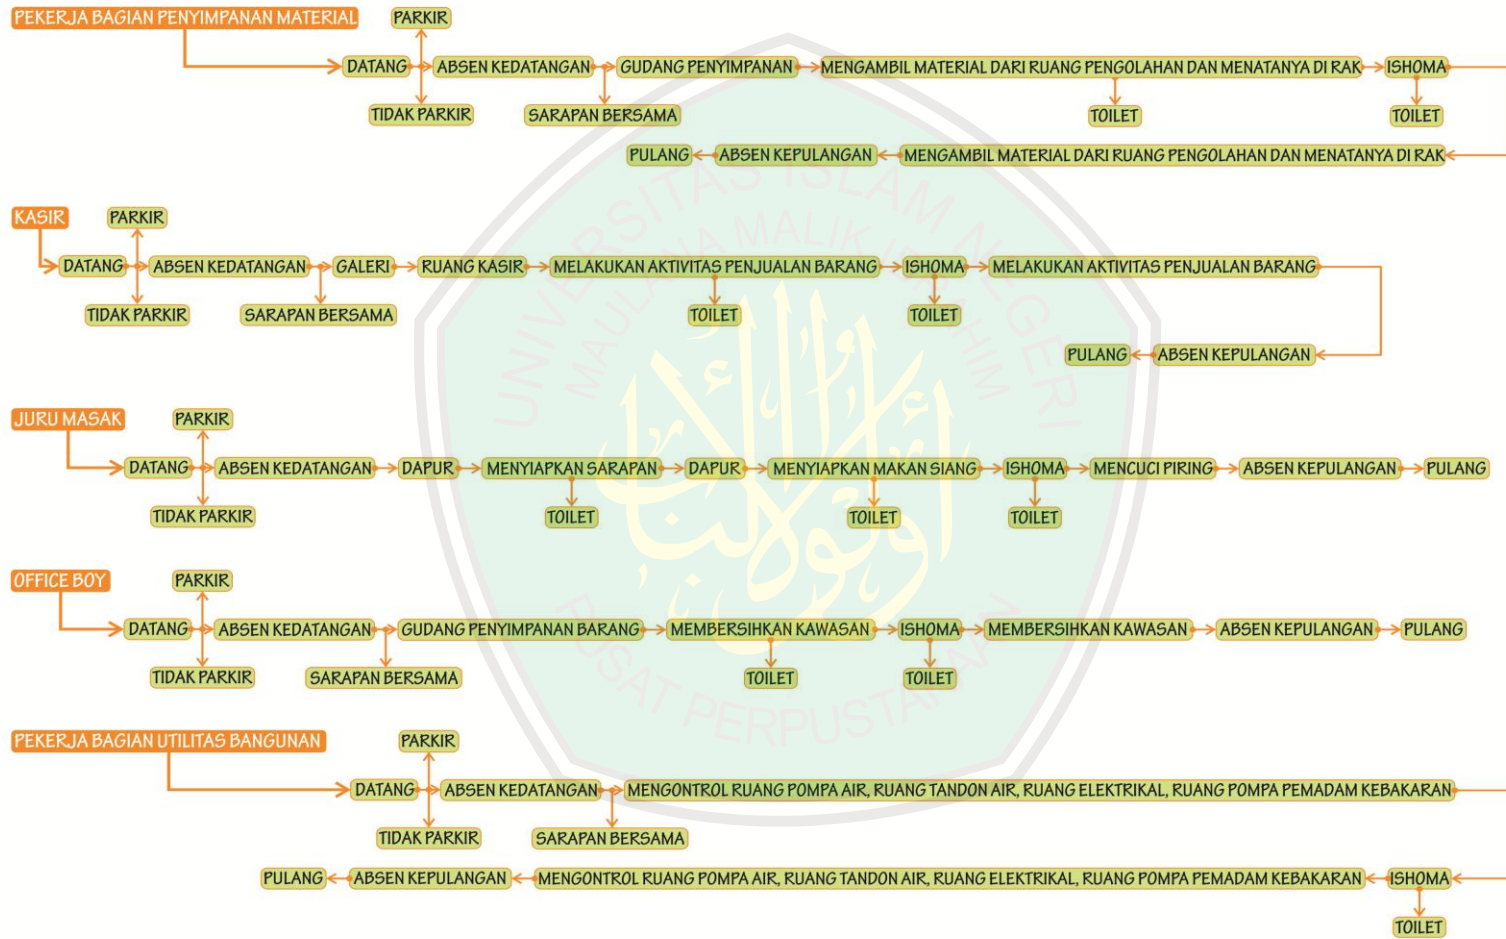 PEKERJA BAGIAN PENYIMPANAN MATERIAL
PARKIR
DATANG
ABSEN KEDATANGAN
GUDANG PENYIMPANAN
MENGAMBIL MATERIAL DARI RUANG PENGOLAHAN DAN MENATANYA DI RAK
ISHOMA
TIDAK PARKIR
SARAPAN BERSAMA
TOILET
TOILET
PULANG
ABSEN KEPULANGAN
MENGAMBIL MATERIAL DARI RUANG PENGOLAHAN DAN MENATANYA DI RAK
KASIR
PARKIR
DATANG
ABSEN KEDATANGAN
GALERI
RUANG KASIR
MELAKUKAN AKTIVITAS PENJUALAN BARANG
ISHOMA
MELAKUKAN AKTIVITAS PENJUALAN BARANG
TIDAK PARKIR
SARAPAN BERSAMA
TOILET
TOILET
PULANG
ABSEN KEPULANGAN
JURU MASAK
PARKIR
DATANG
ABSEN KEDATANGAN
DAPUR
MENYIAPKAN SARAPAN
DAPUR
MENYIAPKAN MAKAN SIANG
ISHOMA
MENCUCI PIRING
ABSEN KEPULANGAN
PULANG
TIDAK PARKIR
TOILET
TOILET
TOILET
OFFICE BOY
PARKIR
DATANG
ABSEN KEDATANGAN
GUDANG PENYIMPANAN BARANG
MEMBERSIHKAN KAWASAN
ISHOMA
MEMBERSIHKAN KAWASAN
ABSEN KEPULANGAN
PULANG
TIDAK PARKIR
SARAPAN BERSAMA
TOILET
TOILET
PEKERJA BAGIAN UTILITAS BANGUNAN
PARKIR
DATANG
ABSEN KEDATANGAN
MENGONTROL RUANG POMPA AIR, RUANG TANDON AIR, RUANG ELEKTRIKAL, RUANG POMPA PEMADAM KEBAKARAN
TIDAK PARKIR
SARAPAN BERSAMA
PULANG
ABSEN KEPULANGAN
MENGONTROL RUANG POMPA AIR, RUANG TANDON AIR, RUANG ELEKTRIKAL, RUANG POMPA PEMADAM KEBAKARAN
ISHOMA
TOILET
UNIVERSITAS ISLAM NEGERI
MAULANA MALIK IBRAHIM
PUSAT PERPUSTAKAAN